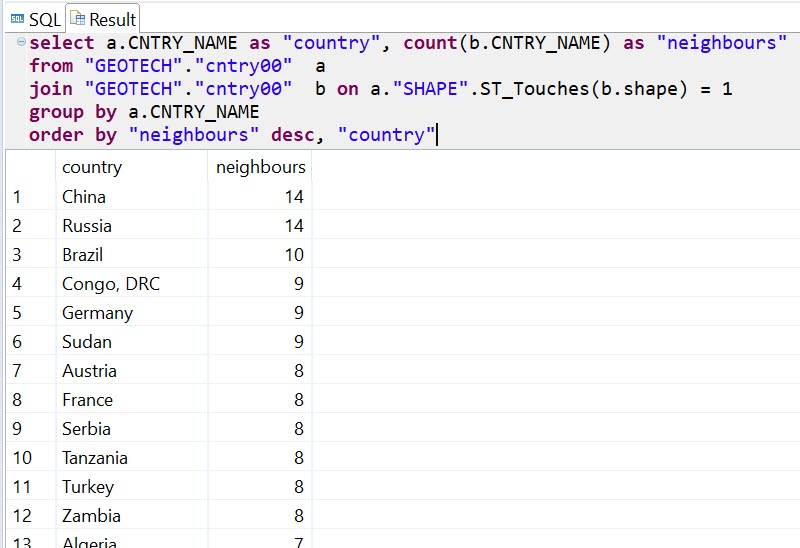 SQL Result
select a.CNTRY_NAME as "country", count(b.CNTRY_NAME) as "neighbours"
from "GEOTECH"."cntry00"  a
join "GEOTECH"."cntry00"  b on a."SHAPE".ST_Touches(b.shape) = 1
group by a.CNTRY_NAME
order by "neighbours" desc, "country"
country neighbours
1 China 14
2 Russia 14
3 Brazil 10
4 Congo, DRC 9
5 Germany 9
6 Sudan 9
7 Austria 8
8 France 8
9 Serbia 8
10 Tanzania 8
11 Turkey 8
12 Zambia 8
13 Algeria 7